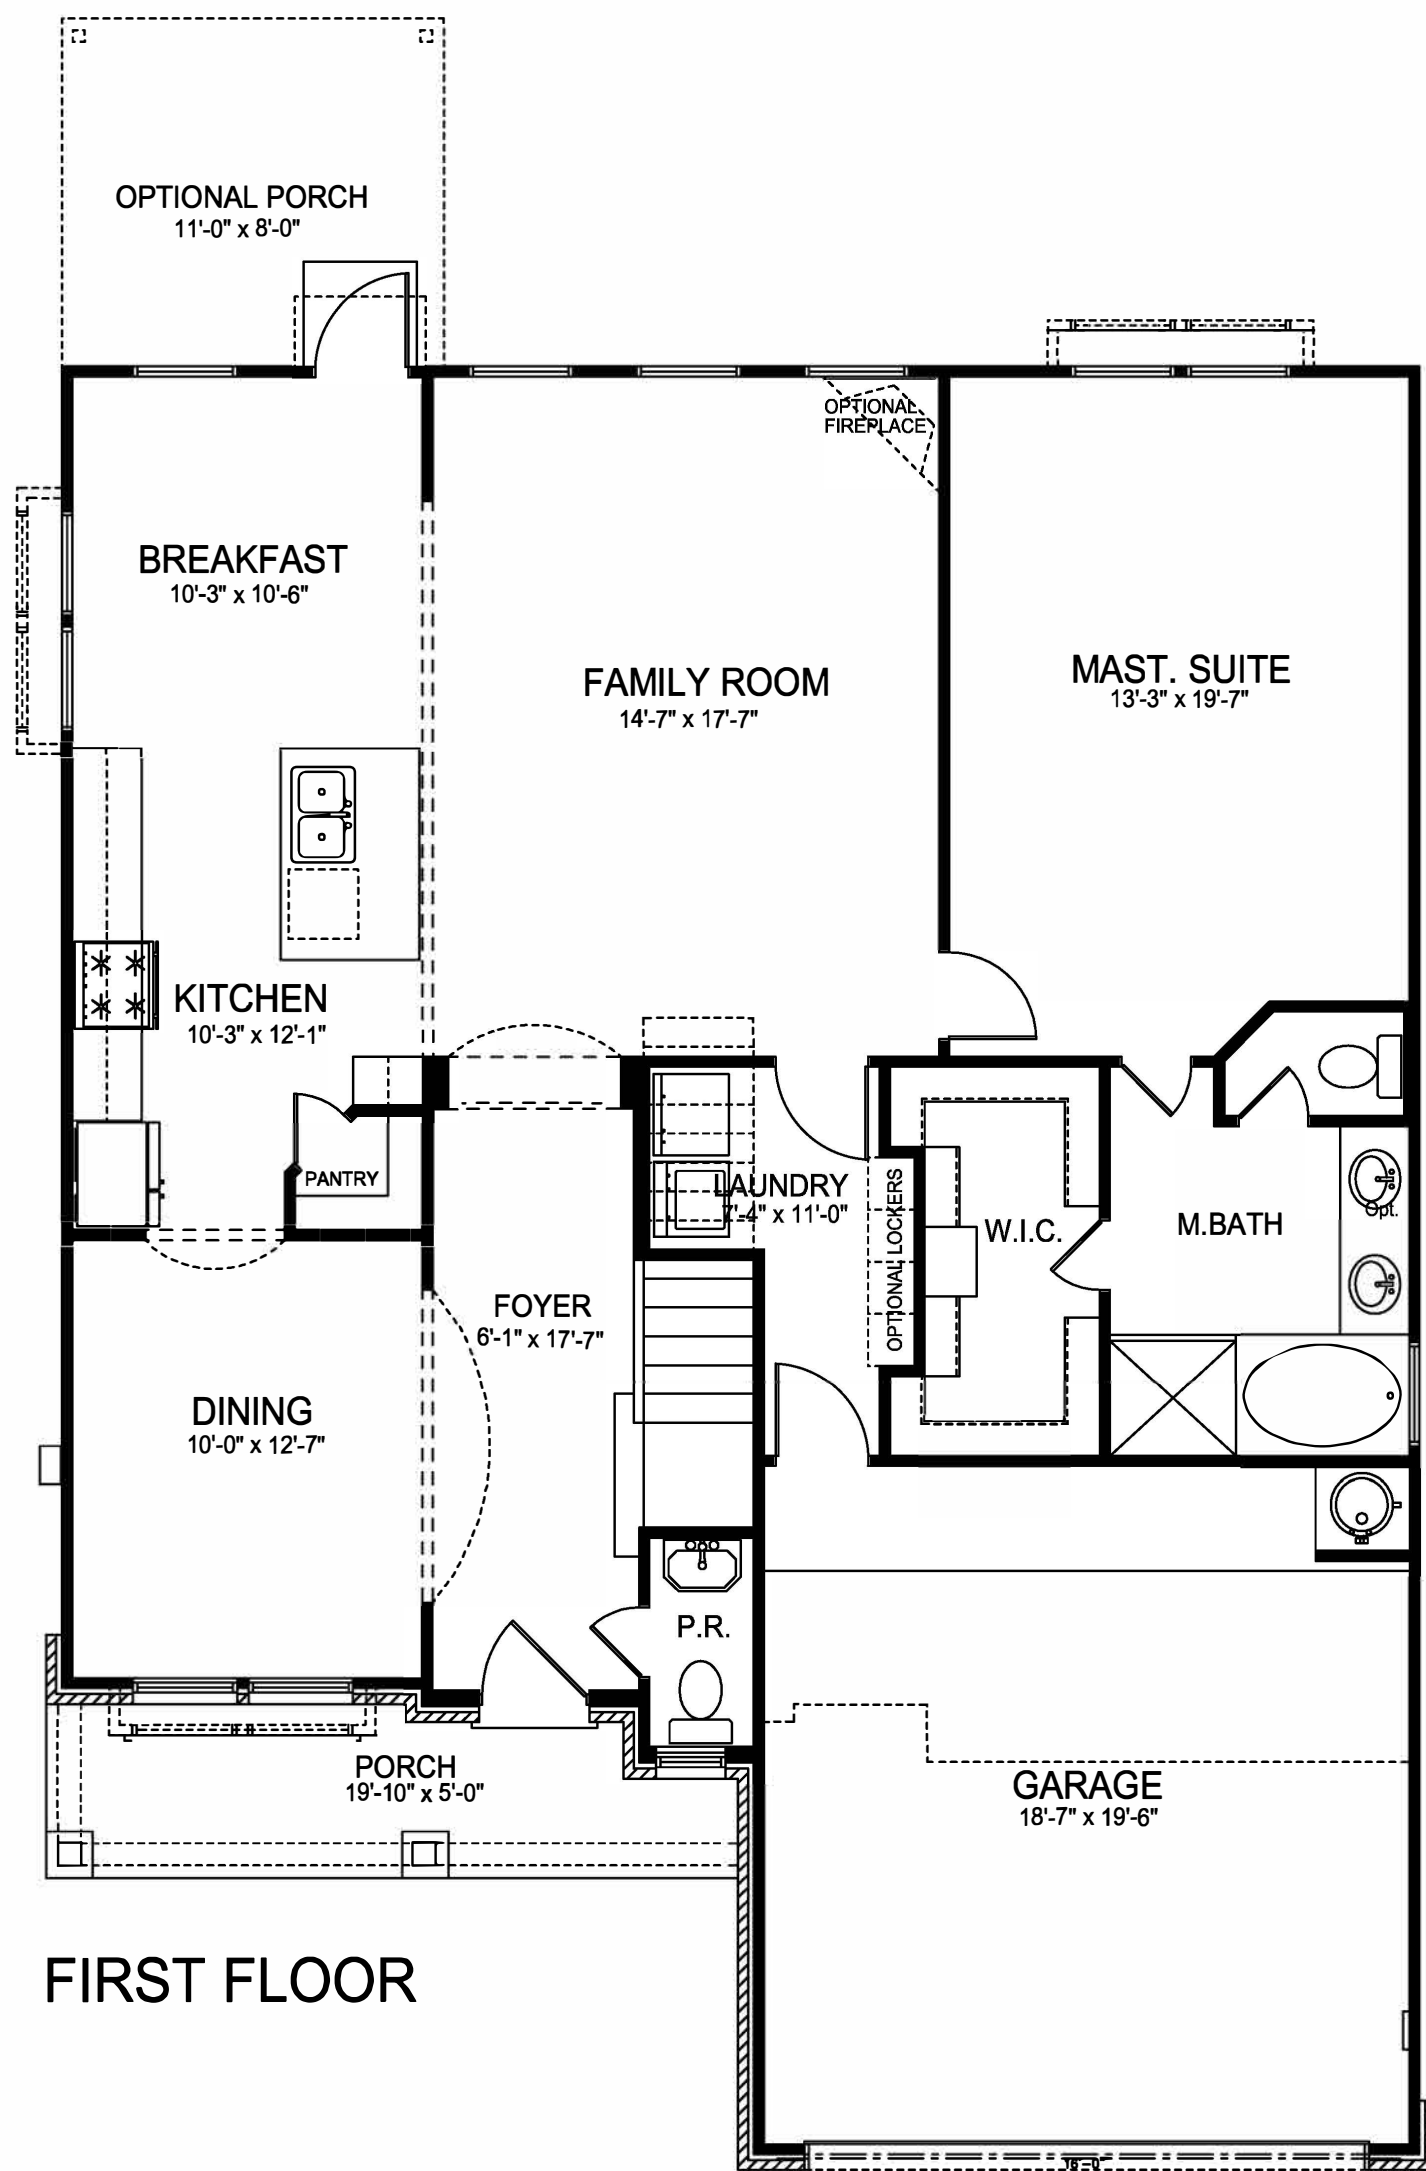 OPTIONAL PORCH
11'-0" x 8'-0"
OPTIONAL
FIREPLACE
BREAKFAST
10'-3" x 10'-6"
FAMILY ROOM
14'-7" x 17'-7"
MAST. SUITE
13'-3" x 19'-7"
KITCHEN
10'-3" x 12'-1"
PANTRY
LAUNDRY
7'-4" x 11'-0"
OPTIONAL LOCKERS
W.I.C.
M.BATH
Opt.
FOYER
6'-1" x 17'-7"
DINING
10'-0" x 12'-7"
P.R.
PORCH
19'-10" x 5'-0"
GARAGE
18'-7" x 19'-6"
FIRST FLOOR
16'-0"